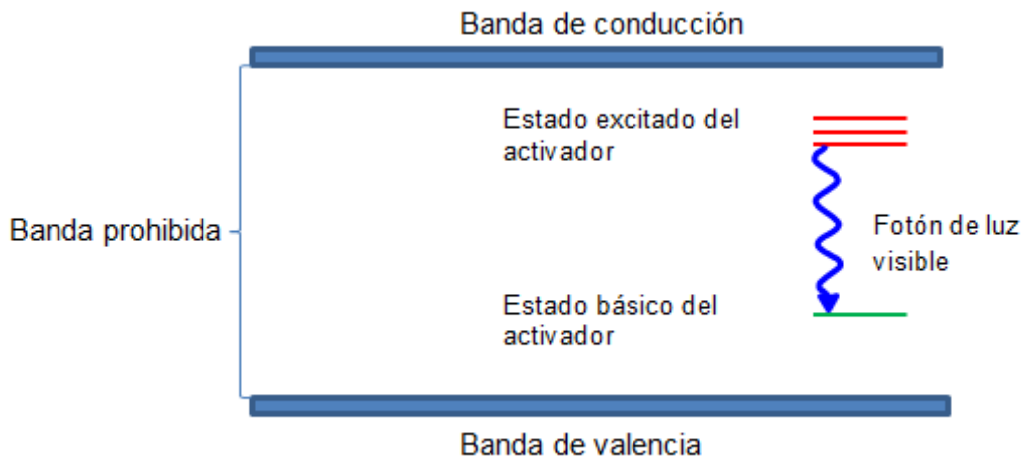 Banda de conducción
Estado excitado del
activador
Banda prohibida
Fotón de luz
visible
Estado básico del
activador
Banda de valencia